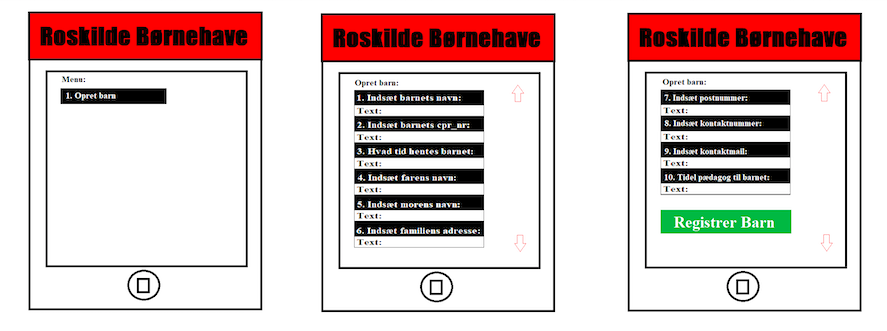 Roskilde Børnehave
Menu:
1. Opret barn
Roskilde Børnehave
Opret barn:
1. Indsæt barnets navn:
Text:
2. Indsæt barnets cpr_nr:
Text:
3. Hvad tid hentes barnet:
Text:
4. Indsæt farens navn:
Text:
5. Indsæt morens navn:
Text:
6. Indsæt familiens adresse:
Text:
Roskilde Børnehave
Opret barn:
7. Indsæt postnummer:
Text:
8. Indsæt kontaktnummer:
Text:
9. Indsæt kontaktmail:
Text:
10. Tidel pædagog til barnet:
Text:
Registrer Barn